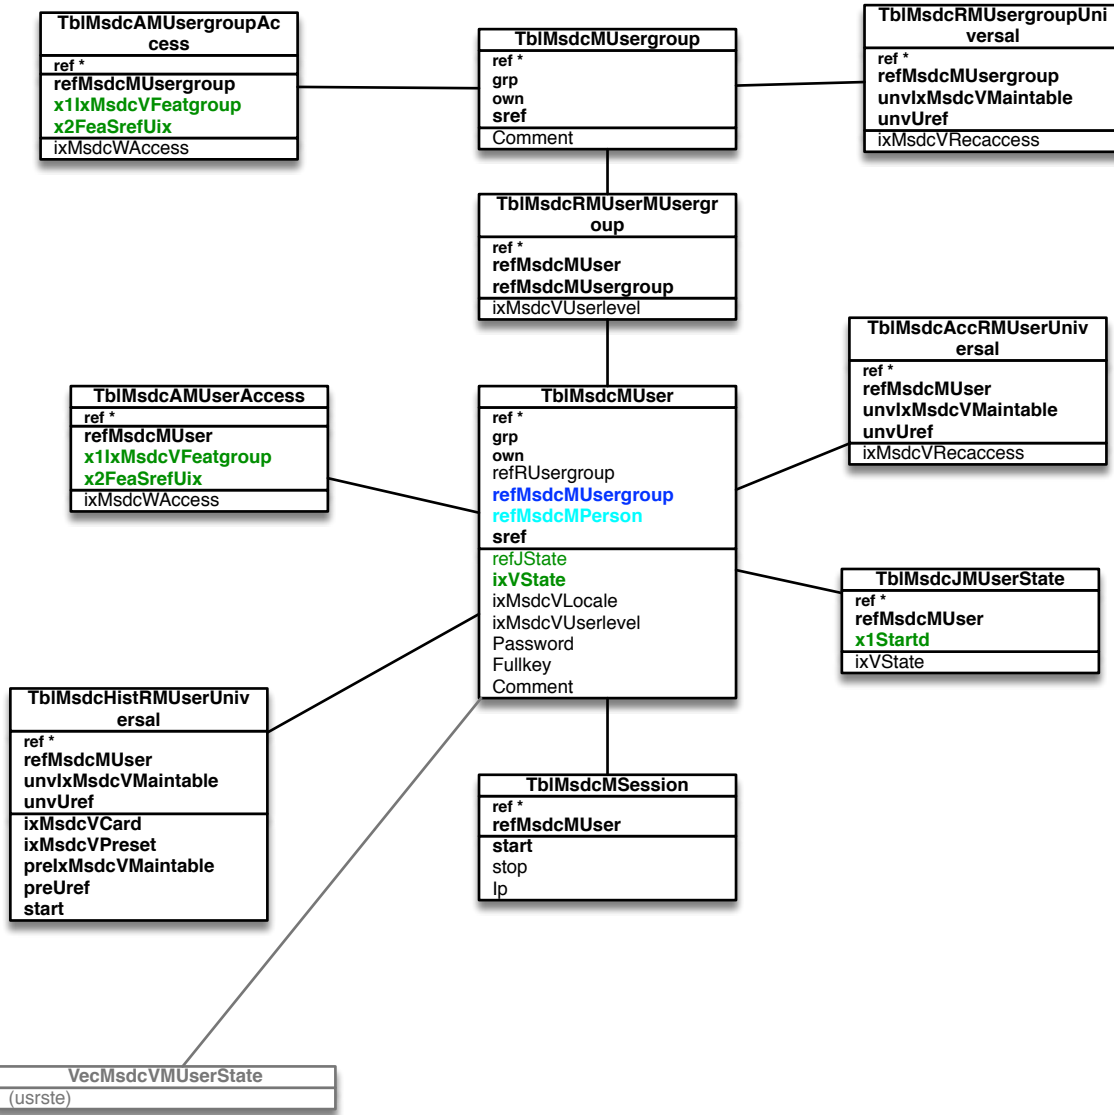 TblMsdcAMUsergroupAc
cess
ref *
refMsdcMUsergroup
x1IxMsdcVFeatgroup
x2FeaSrefUix
ixMsdcWAccess
TblMsdcMUsergroup
ref *
grp
own
sref
Comment
TblMsdcRMUsergroupUni
versal
ref *
refMsdcMUsergroup
unvIxMsdcVMaintable
unvUref
ixMsdcVRecaccess
TblMsdcRMUserMUsergr
oup
ref *
refMsdcMUser
refMsdcMUsergroup
ixMsdcVUserlevel
TblMsdcAccRMUserUniv
ersal
ref *
refMsdcMUser
unvIxMsdcVMaintable
unvUref
ixMsdcVRecaccess
TblMsdcAMUserAccess
ref *
refMsdcMUser
x1IxMsdcVFeatgroup
x2FeaSrefUix
ixMsdcWAccess
TblMsdcMUser
ref *
grp
own
refRUsergroup
refMsdcMUsergroup
refMsdcMPerson
sref
refJState
ixVState
ixMsdcVLocale
ixMsdcVUserlevel
Password
Fullkey
Comment
TblMsdcJMUserState
ref *
refMsdcMUser
x1Startd
ixVState
TblMsdcHistRMUserUniv
ersal
ref *
refMsdcMUser
unvIxMsdcVMaintable
unvUref
ixMsdcVCard
ixMsdcVPreset
preIxMsdcVMaintable
preUref
start
TblMsdcMSession
ref *
refMsdcMUser
start
stop
Ip
VecMsdcVMUserState
(usrste)